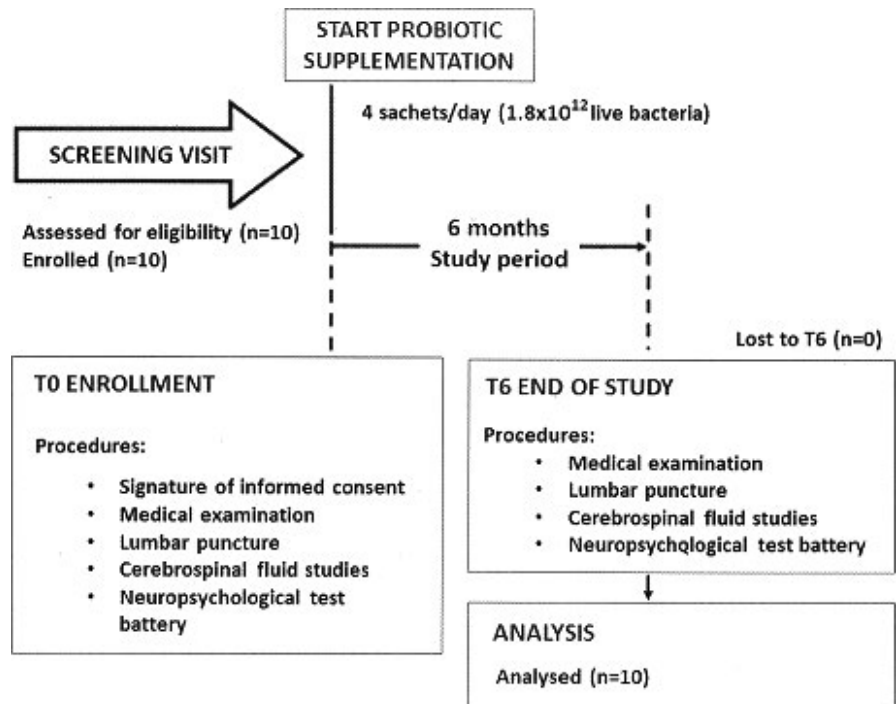 START PROBIOTIC
SUPPLEMENTATION
4 sachets/day (1.8x10¹² live bacteria)
SCREENING VISIT
Assessed for eligibility (n=10)
Enrolled (n=10)
6 months
Study period
Lost to T6 (n=0)
T0 ENROLLMENT
Procedures:
• Signature of informed consent
• Medical examination
• Lumbar puncture
• Cerebrospinal fluid studies
• Neuropsychological test
battery
T6 END OF STUDY
Procedures:
• Medical examination
• Lumbar puncture
• Cerebrospinal fluid studies
• Neuropsychological test battery
ANALYSIS
Analysed (n=10)